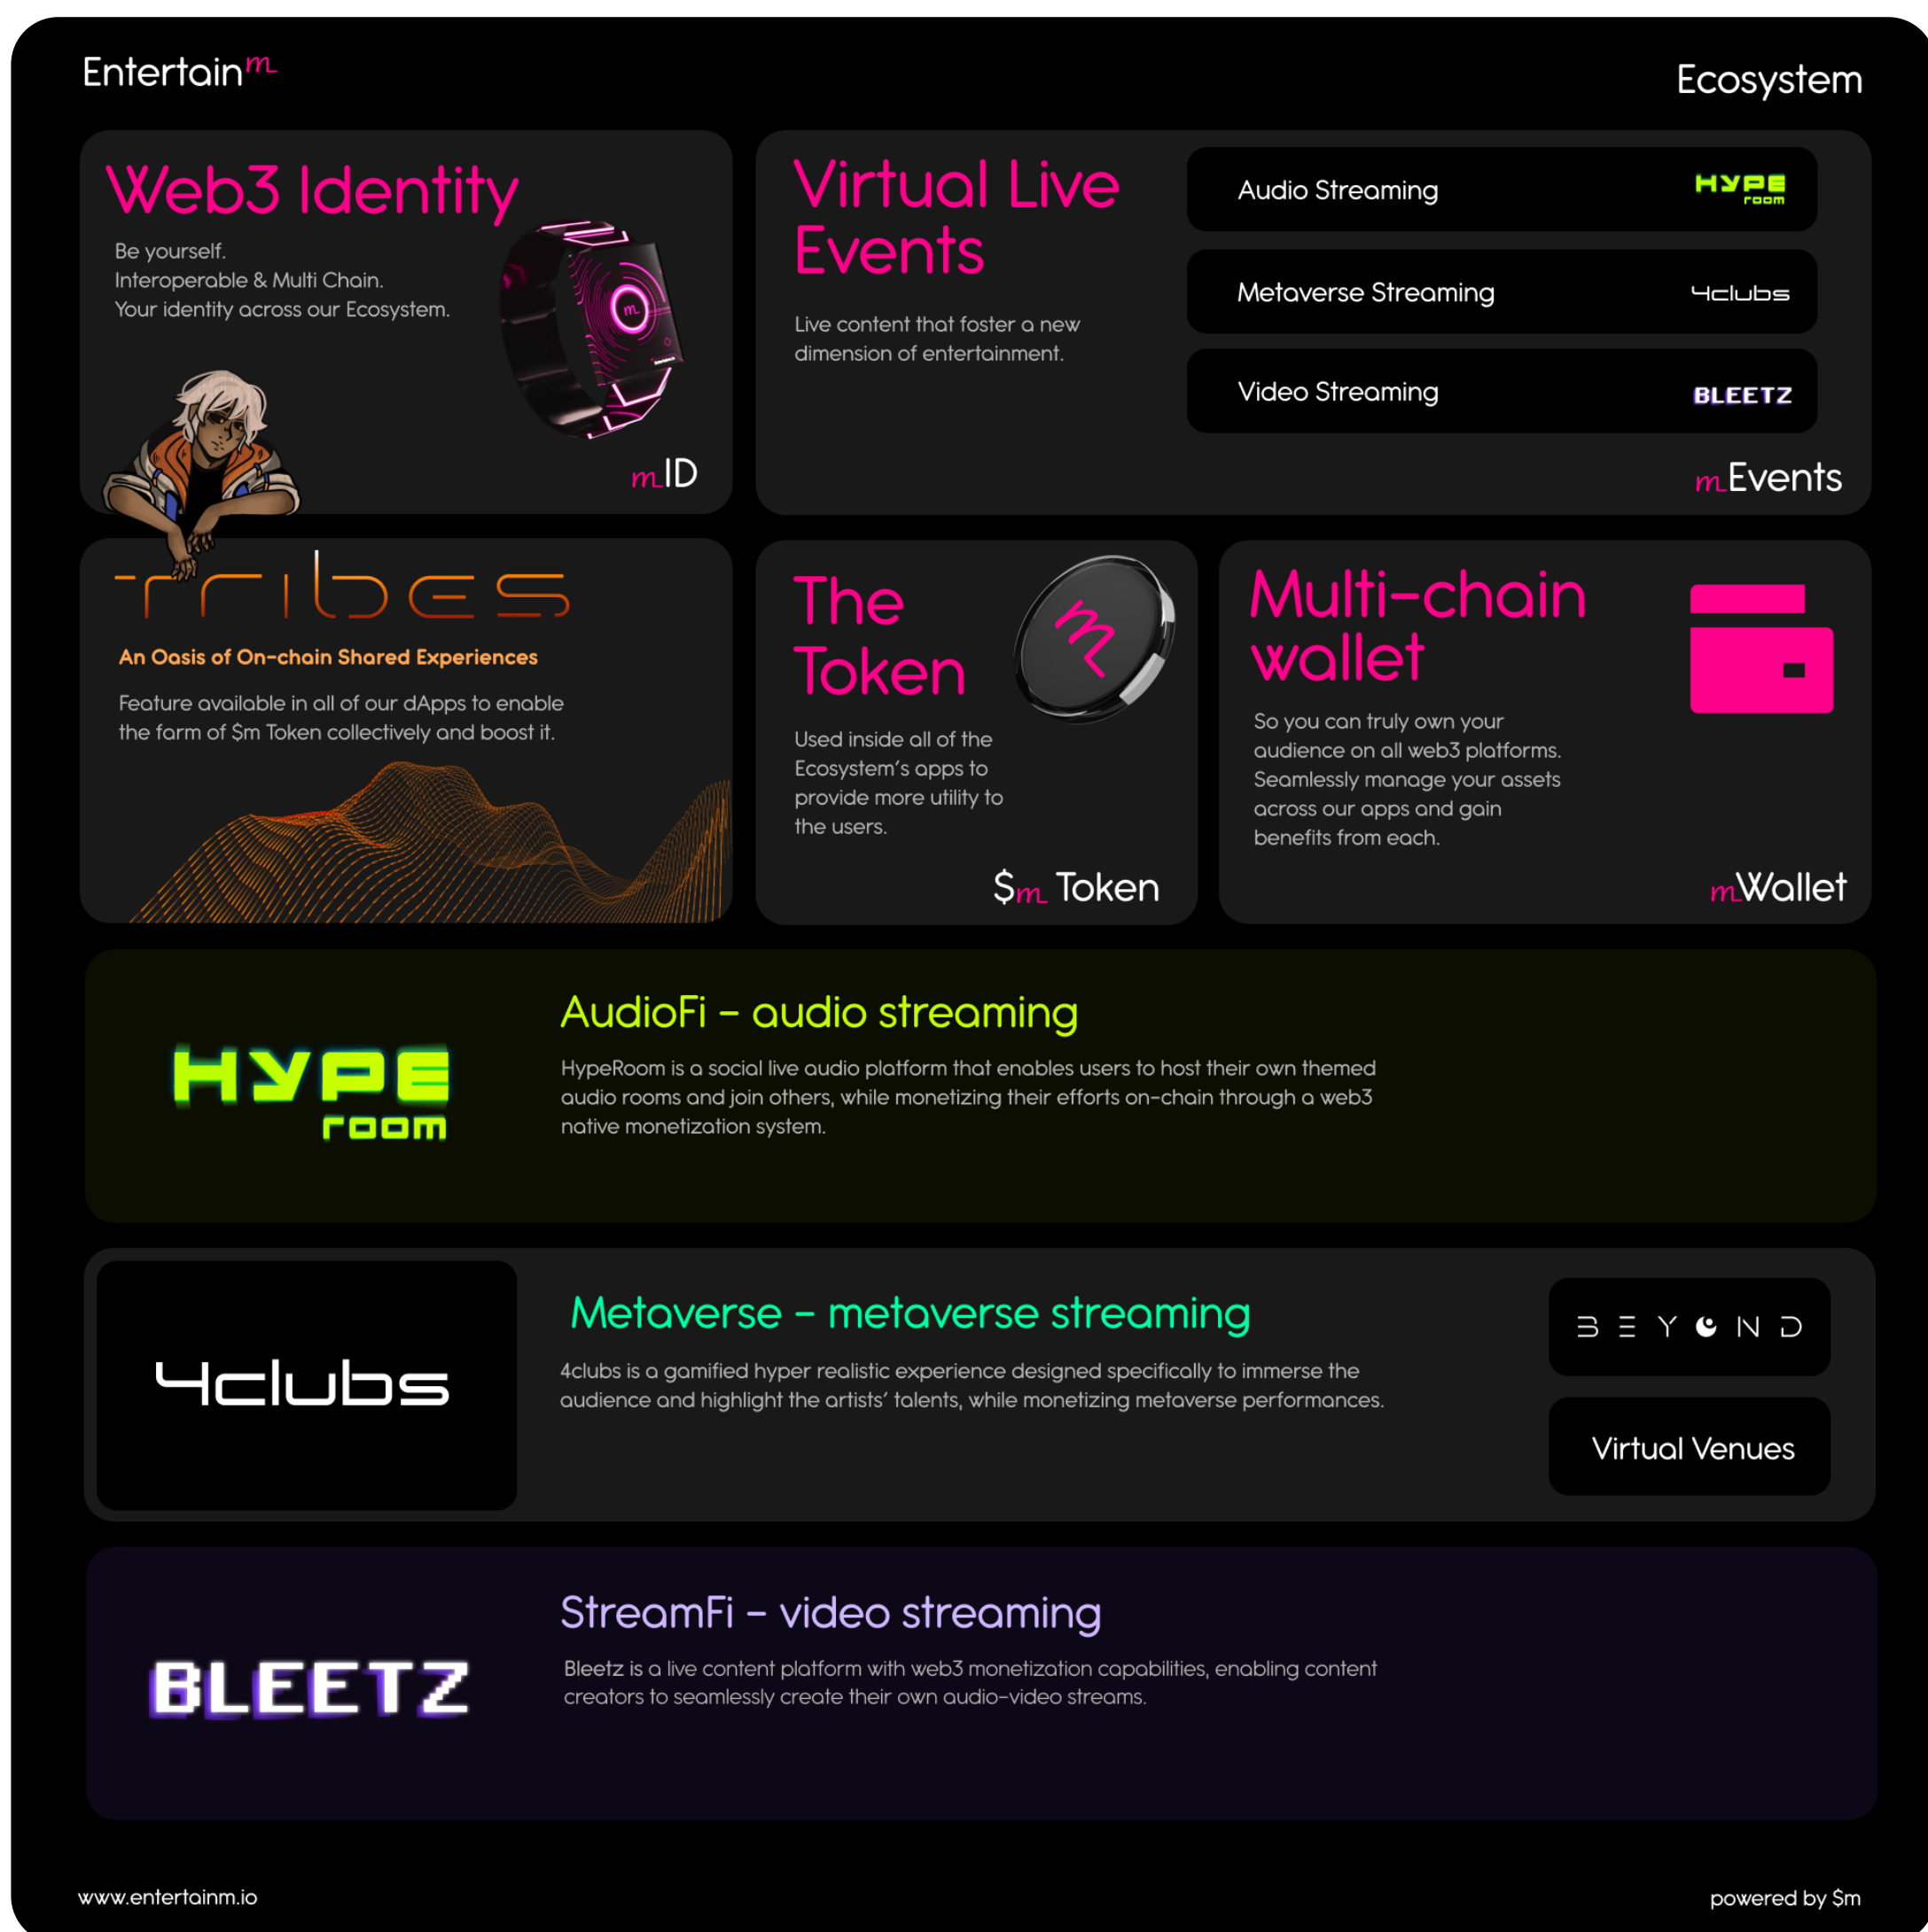 Entertainm
Ecosystem
Web3 Identity
Be yourself.
Interoperable & Multi Chain.
Your identity across our Ecosystem.
m
mID
Virtual Live
Events
Live content that foster a new
dimension of entertainment.
Audio Streaming
HYPE
room
Metaverse Streaming
4clubs
Video Streaming
BLEETZ
mEvents
Tribes
An Oasis of On-chain Shared Experiences
Feature available in all of our dApps to enable
the farm of $m Token collectively and boost it.
The
Token
m
Used inside all of the
Ecosystem's apps to
provide more utility to
the users.
$m Token
Multi-chain
wallet
So you can truly own your
audience on all web3 platforms.
Seamlessly manage your assets
across our apps and gain
benefits from each.
mWallet
HYPE
room
AudioFi - audio streaming
HypeRoom is a social live audio platform that enables users to host their own themed
audio rooms and join others, while monetizing their efforts on-chain through a web3
native monetization system.
4clubs
Metaverse - metaverse streaming
4clubs is a gamified hyper realistic experience designed specifically to immerse the
audience and highlight the artists' talents, while monetizing metaverse performances.
BEYOND
Virtual Venues
BLEETZ
StreamFi - video streaming
Bleetz is a live content platform with web3 monetization capabilities, enabling content
creators to seamlessly create their own audio-video streams.
www.entertainm.io
powered by $m